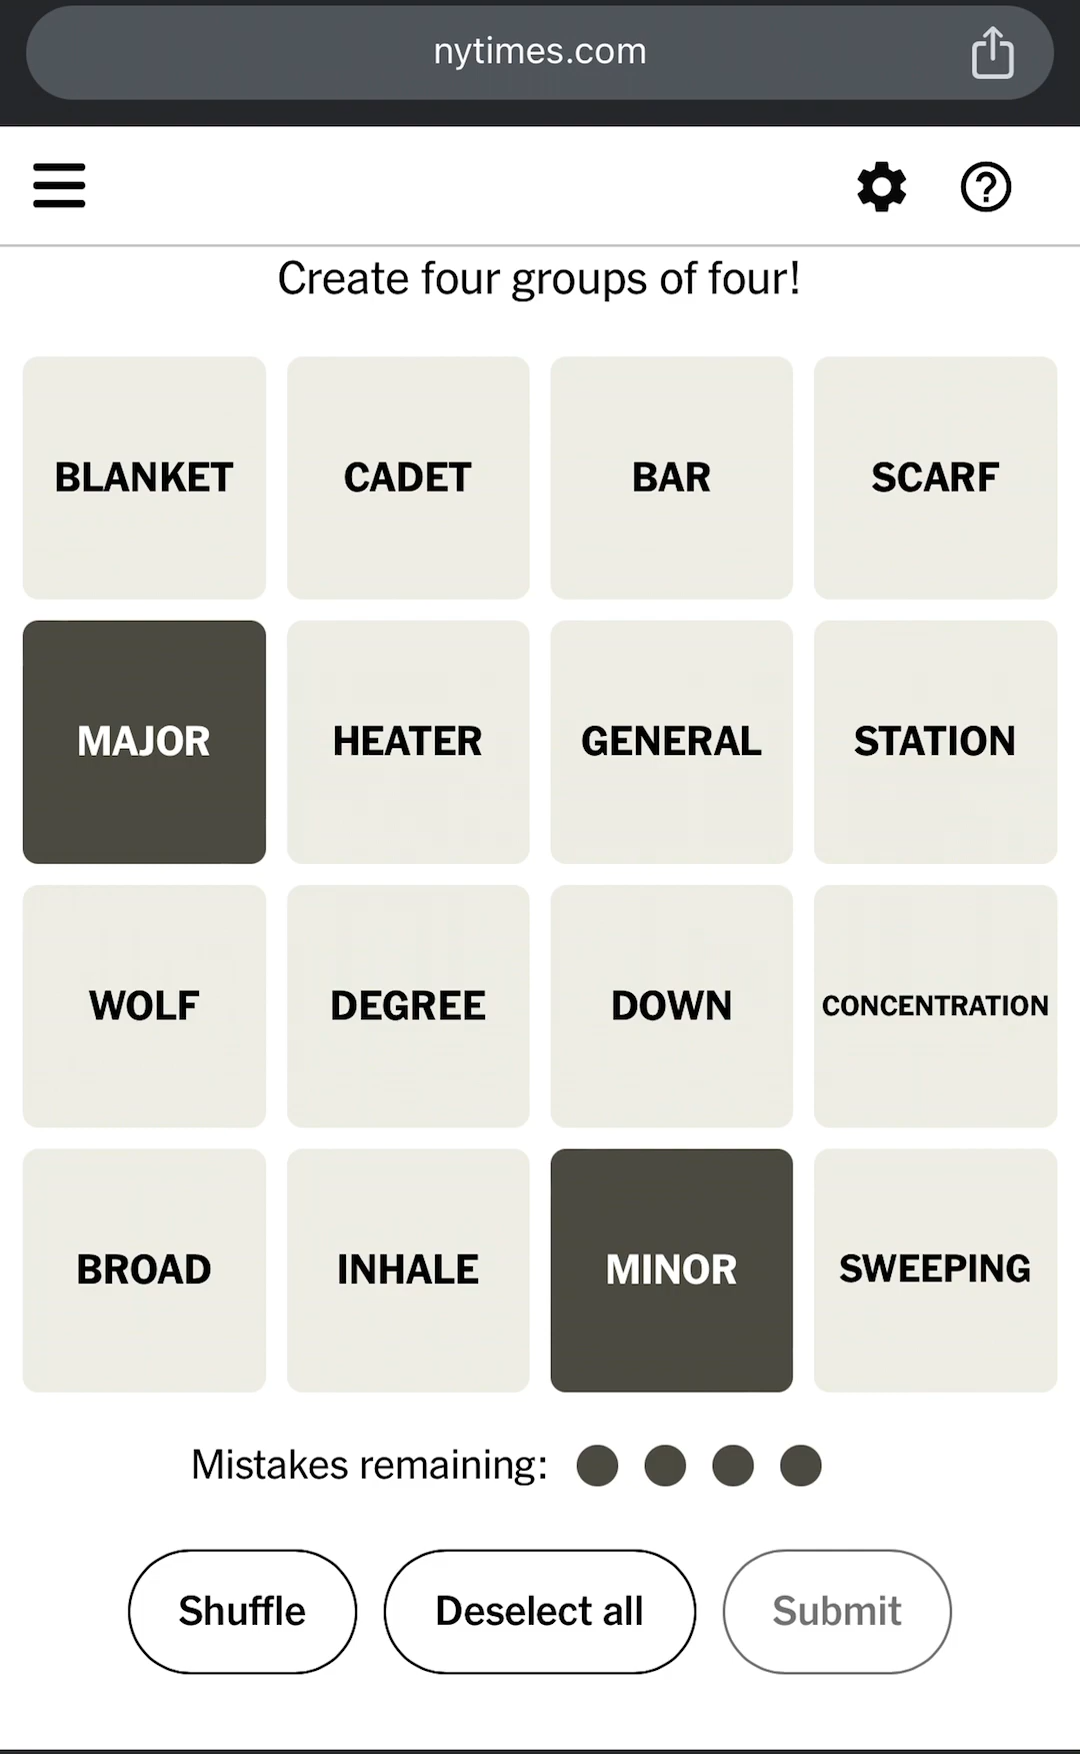 nytimes.com
Create four groups of four!
BLANKET CADET BAR SCARF
MAJOR HEATER GENERAL STATION
WOLF DEGREE DOWN CONCENTRATION
BROAD INHALE MINOR SWEEPING
Mistakes remaining:
Shuffle Deselect all Submit